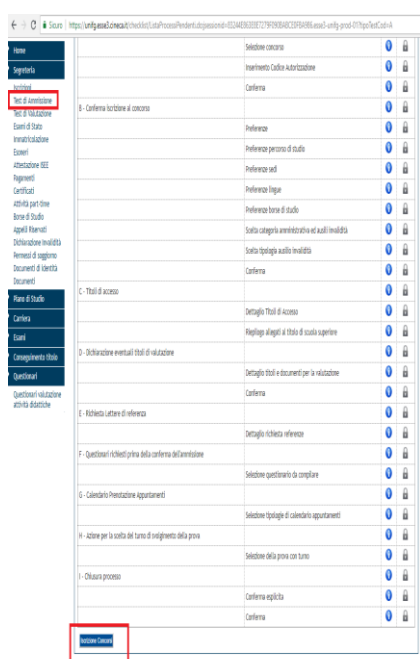 Sicuro
https://unifg.esse3.cineca.it/
Home
Segreteria
Iscrizioni
Test di Ammissione
Test di Valutazione
Esami di Stato
Immatricolazione
Esoneri
Attestazione ISEE
Pagamenti
Certificati
Attività part-time
Borse di Studio
Appelli Riservati
Dichiarazione Invalidità
Permessi di soggiorno
Documenti di identità
Documenti
Piano di Studio
Carriera
Esami
Conseguimento titolo
Questionari
Questionari valutazione
attività didattiche
Selezione concorso
Inserimento Codice Autorizzazione
Conferma
B - Conferma iscrizione al concorso
Preferenze
Preferenze percorso di studio
Preferenze sedi
Preferenze lingue
Preferenze borse di studio
Scelta categoria amministrativa ed ausili invalidità
Scelta tipologia ausilio invalidità
Conferma
C - Titoli di accesso
Dettaglio Titoli di Accesso
Riepilogo allegati al titolo di scuola superiore
D - Dichiarazione eventuali titoli di valutazione
Dettaglio titoli e documenti per la valutazione
Conferma
E - Richiesta Lettere di referenza
Dettaglio richiesta referenze
F - Questionari richiesti prima della conferma dell'ammissione
Selezione questionario da compilare
G - Calendario Prenotazione Appuntamenti
Selezione tipologie di calendario appuntamenti
H - Azione per la scelta del turno di svolgimento della prova
Selezione della prova con turno
I - Chiusura processo
Conferma esplicita
Conferma
Iscrizione Concorsi